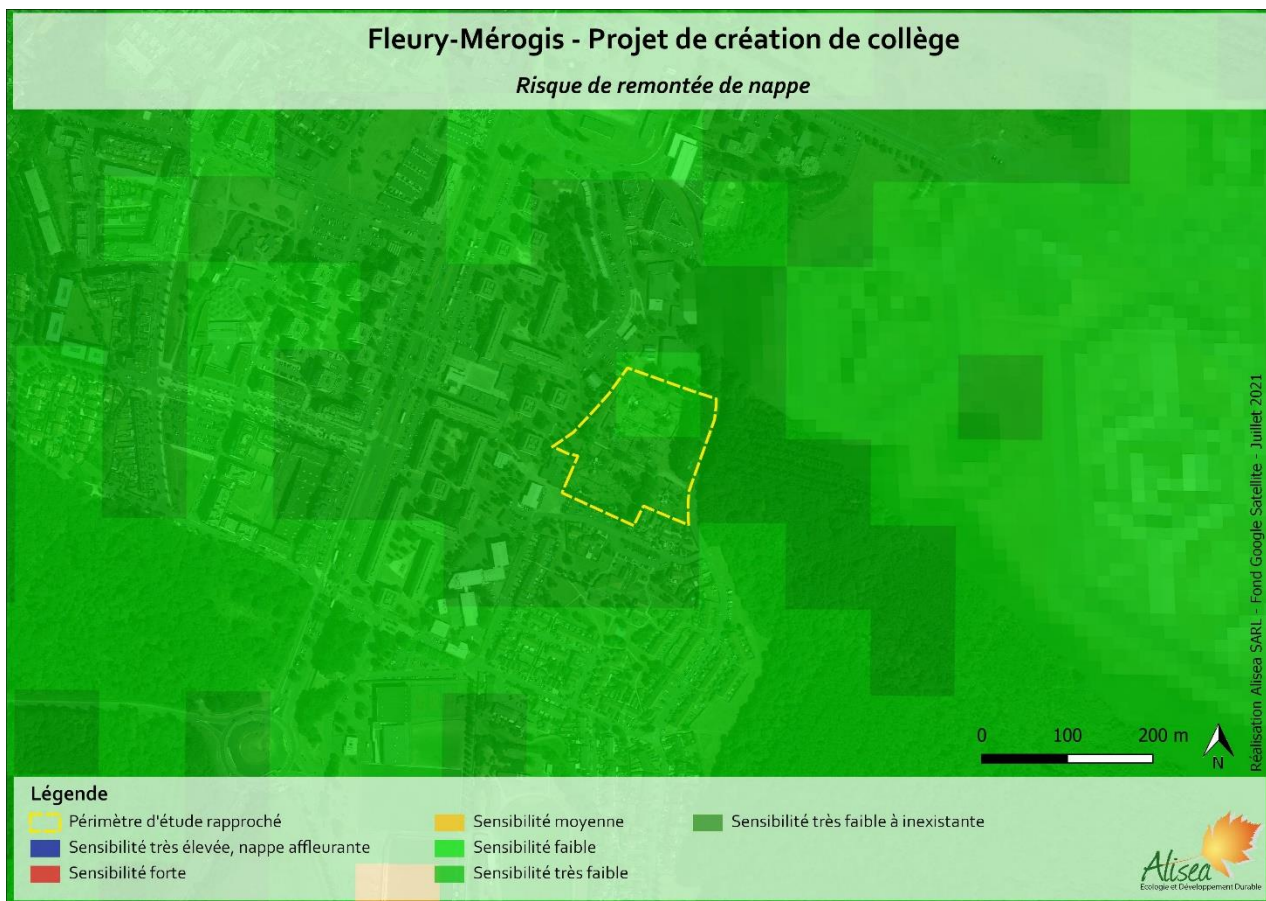 Fleury-Mérogis - Projet de création de collège
Risque de remontée de nappe
Réalisation Alisea SARL - Fond Google Satellite - Juillet 2021
0 100 200 m
N
Légende
Périmètre d'étude rapproché
Sensibilité très élevée, nappe affleurante
Sensibilité forte
Sensibilité moyenne
Sensibilité faible
Sensibilité très faible
Sensibilité très faible à inexistante
Alisea
Ecologie et Développement Durable